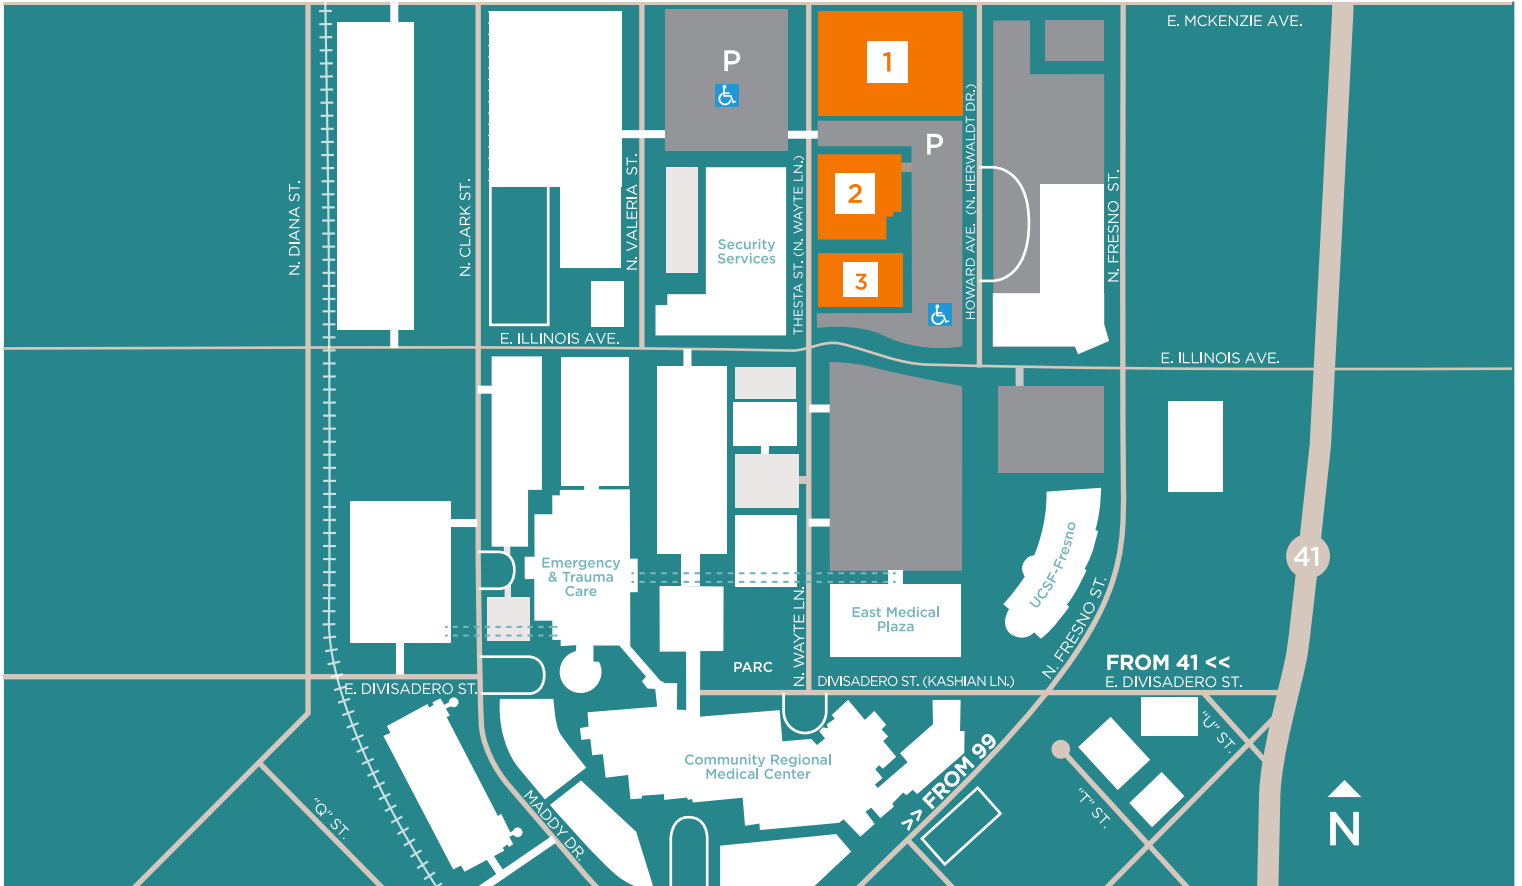 E. MCKENZIE AVE.
P
1
P
2
3
N. DIANA ST.
N. CLARK ST.
N. VALERIA ST.
THESTA ST. (N. WAYTE LN.)
HOWARD AVE. (N. HERWALDT DR.)
N. FRESNO ST.
Security
Services
E. ILLINOIS AVE.
E. ILLINOIS AVE.
41
Emergency
& Trauma
Care
East Medical
Plaza
UCSF-Fresno
N. WAYTE LN.
N. FRESNO ST.
PARC
FROM 41 <<
E. DIVISADERO ST.
DIVISADERO ST. (KASHIAN LN.)
E. DIVISADERO ST.
Community Regional
Medical Center
>> FROM 99
"U" ST.
"T" ST.
"Q" ST.
MADDY DR.
N